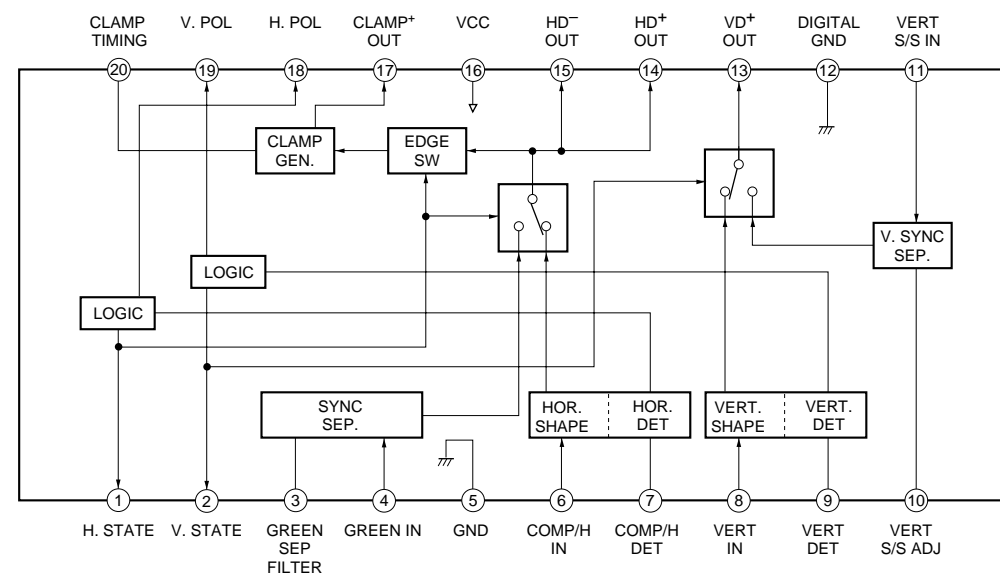 CLAMP TIMING
V. POL
H. POL
CLAMP+ OUT
VCC
HD− OUT
HD+ OUT
VD+ OUT
DIGITAL GND
VERT S/S IN
20
19
18
17
16
15
14
13
12
11
CLAMP GEN.
EDGE SW
V. SYNC SEP.
LOGIC
LOGIC
SYNC SEP.
HOR. SHAPE
HOR. DET
VERT. SHAPE
VERT. DET
1
2
3
4
5
6
7
8
9
10
H. STATE
V. STATE
GREEN SEP FILTER
GREEN IN
GND
COMP/H IN
COMP/H DET
VERT IN
VERT DET
VERT S/S ADJ